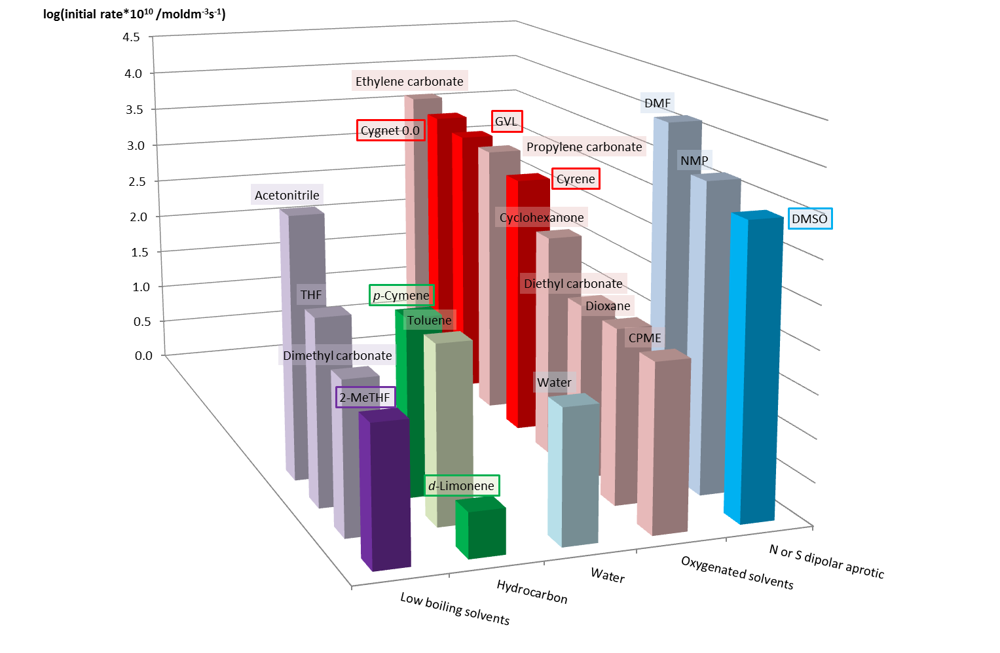 log(initial rate*10¹⁰ /moldm⁻³s⁻¹)
4.5
4.0
3.5
3.0
2.5
2.0
1.5
1.0
0.5
0.0
Ethylene carbonate
Cygnet 0.0
GVL
Propylene carbonate
Cyrene
Cyclohexanone
Diethyl carbonate
Dioxane
CPME
DMF
NMP
DMSO
Acetonitrile
THF
Dimethyl carbonate
2-MeTHF
p-Cymene
Toluene
d-Limonene
Water
Low boiling solvents
Hydrocarbon
Water
Oxygenated solvents
N or S dipolar aprotic